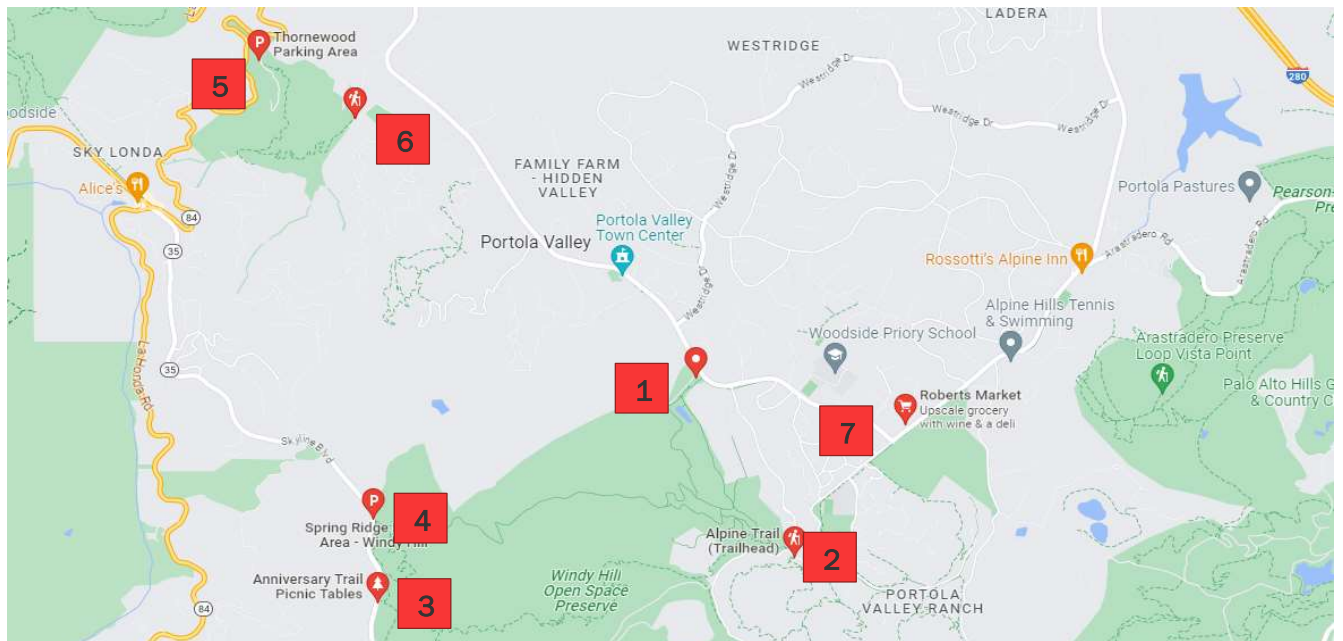 LADERA
Thornewood
Parking Area
WESTRIDGE
Westridge Dr
280
5
oodside
Westridge Dr
Westridge Dr
6
SKY LONDA
FAMILY FARM
- HIDDEN
VALLEY
Westridge Dr
Alice's
Portola Pastures
Pearson-
Pre
84
Portola Valley
Town Center
Portola Valley
35
Arastradero Rd
Arastradero Rd
Rossotti's Alpine Inn
Westridge Dr
Alpine Hills Tennis
& Swimming
Woodside Priory School
Arastradero Preserve
Loop Vista Point
La Honda Rd
35
1
Palo Alto Hills G
& Country C
Roberts Market
Upscale grocery
with wine & a deli
7
Skyline Blvd
4
Spring Ridge
Area - Windy Hill
Alpine Trail
(Trailhead)
2
Anniversary Trail
Picnic Tables
3
Windy Hill
Open Space
Preserve
PORTOLA
VALLEY RANCH
84